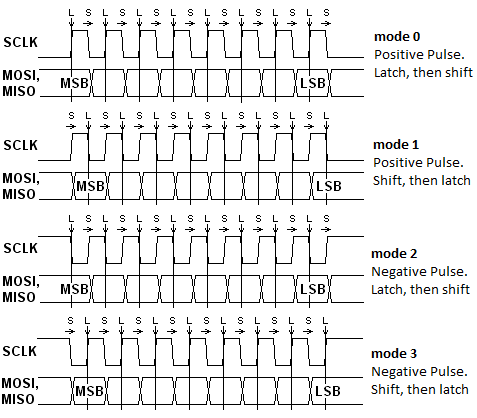 L S L S L S L S L S L S L S L S
SCLK
MOSI,
MISO
MSB
LSB
mode 0
Positive Pulse.
Latch, then shift
S L S L S L S L S L S L S L S L
SCLK
MOSI,
MISO
MSB
LSB
mode 1
Positive Pulse.
Shift, then latch
L S L S L S L S L S L S L S L S
SCLK
MOSI,
MISO
MSB
LSB
mode 2
Negative Pulse.
Latch, then shift
S L S L S L S L S L S L S L S L
SCLK
MOSI,
MISO
MSB
LSB
mode 3
Negative Pulse.
Shift, then latch